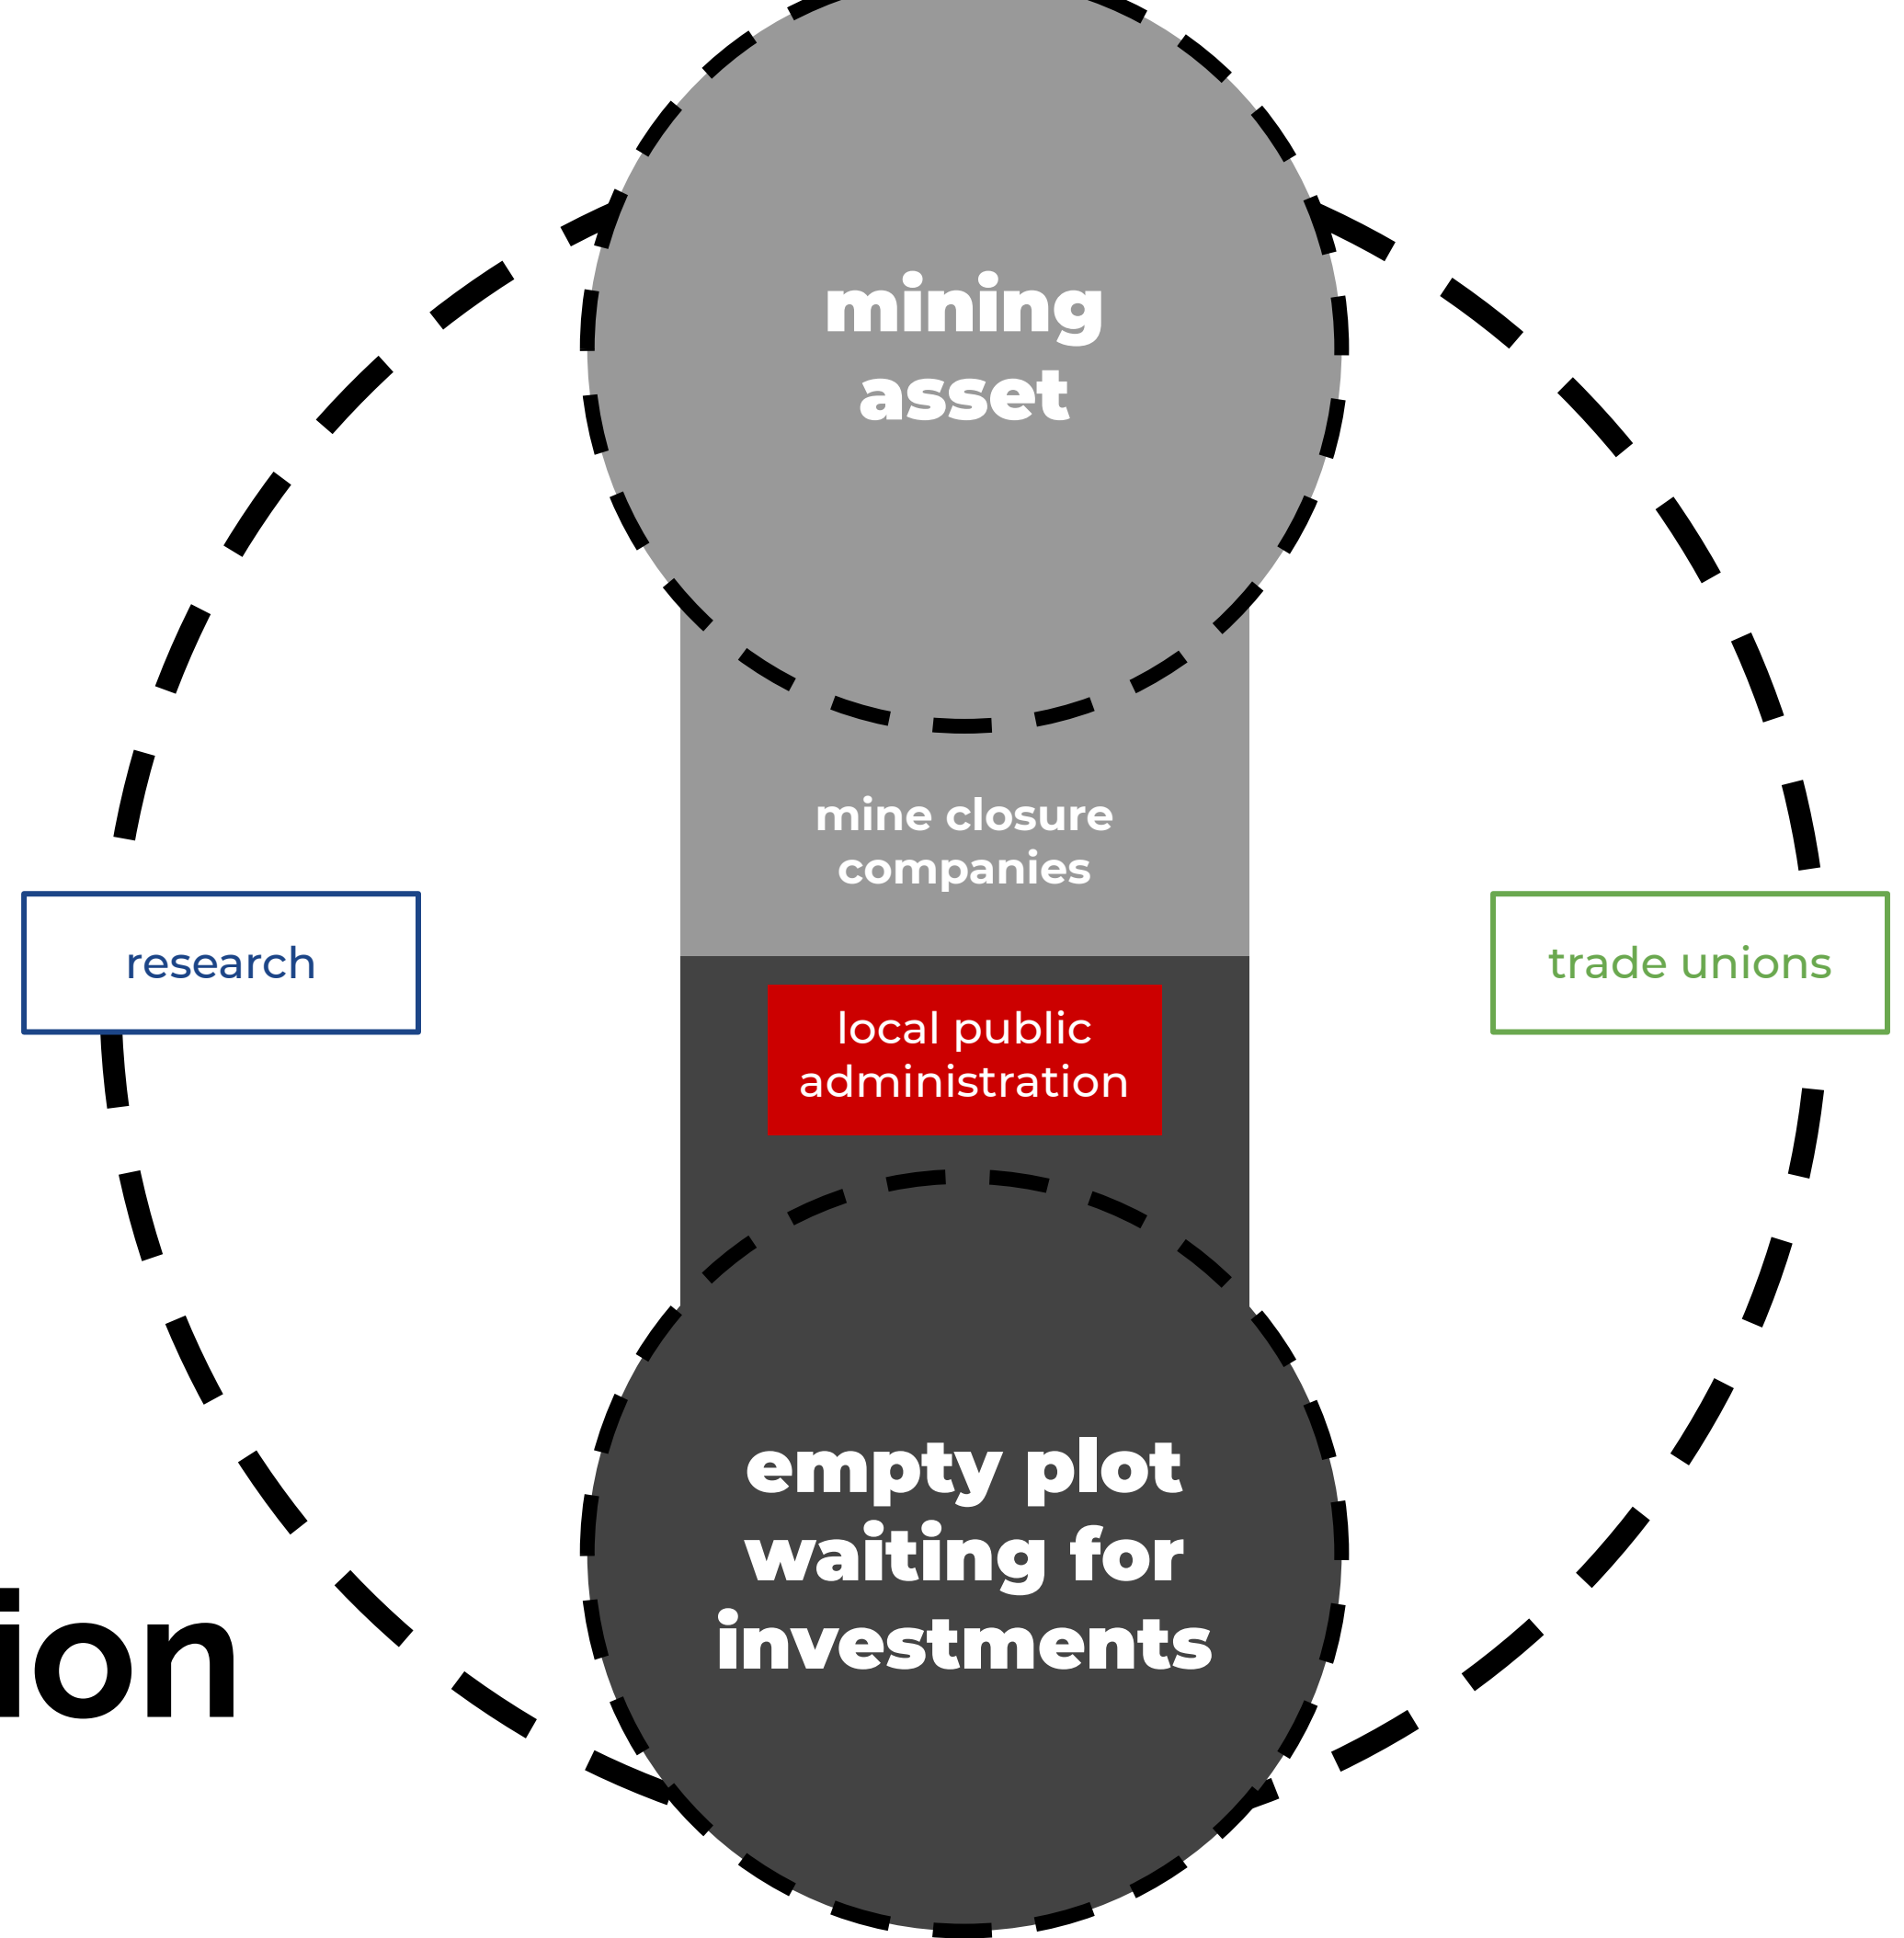 mining
asset
mine closure
companies
research
trade unions
local public
administration
empty plot
waiting for
investments
ion